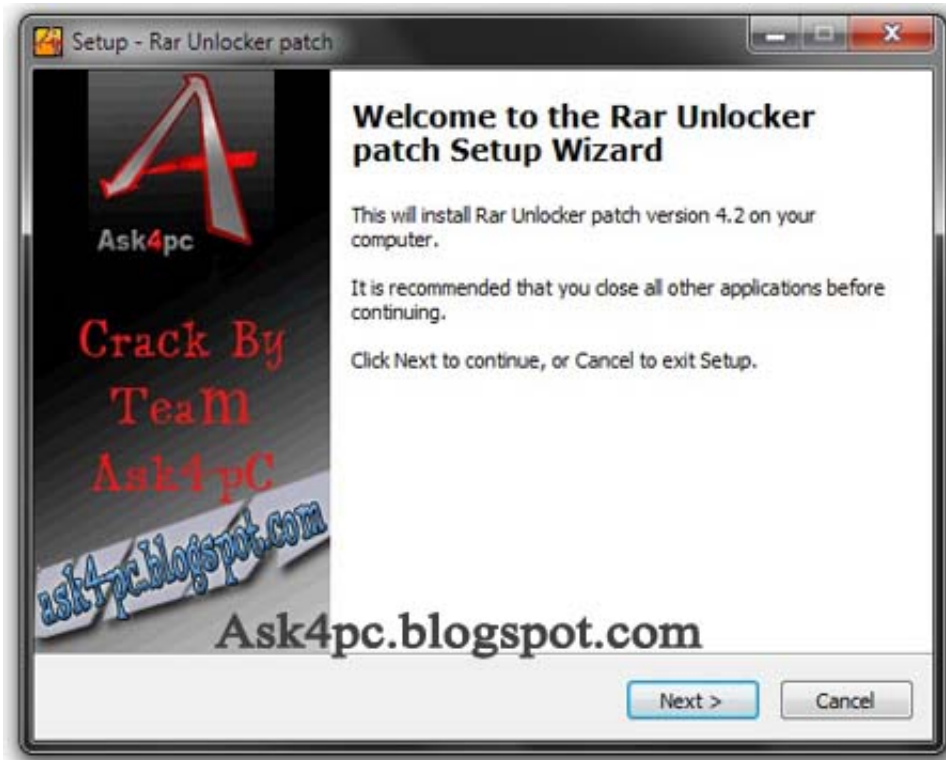 Setup - Rar Unlocker patch
Ask4pc
Crack By
Team
Ask4pC
ask4-pc.blogspot.com
Welcome to the Rar Unlocker
patch Setup Wizard
This will install Rar Unlocker patch version 4.2 on your
computer.
It is recommended that you close all other applications before
continuing.
Click Next to continue, or Cancel to exit Setup.
Ask4pc.blogspot.com
Next >
Cancel